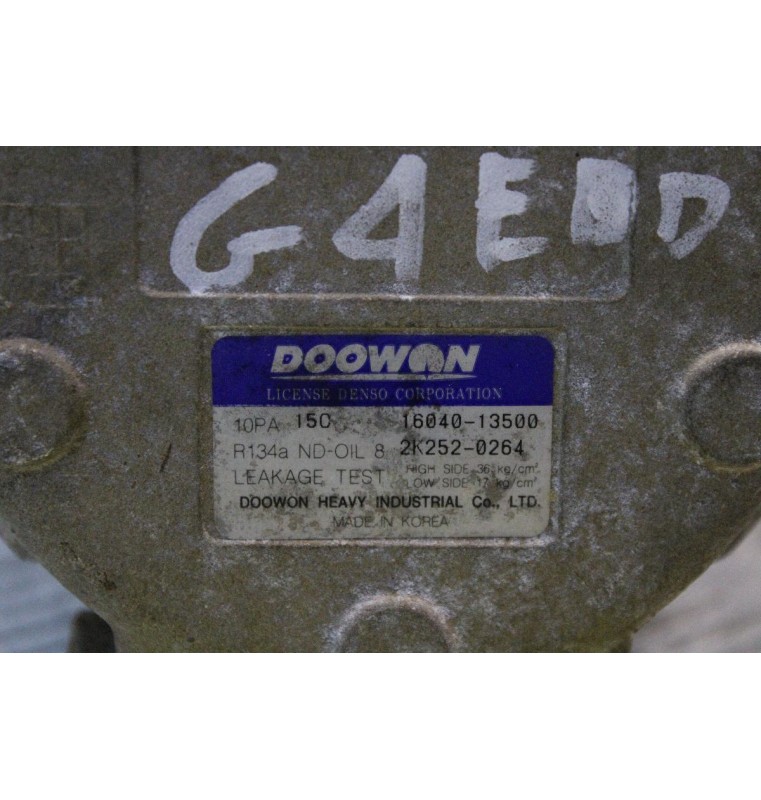 G4ED
DOOWON
LICENSE DENSO CORPORATION
10PA 15C 16040-13500
R134a ND-OIL 8 2K252-0264
LEAKAGE TEST HIGH SIDE 36 kg/cm²
LOW SIDE 17 kg/cm²
DOOWON HEAVY INDUSTRIAL Co., LTD.
MADE IN KOREA